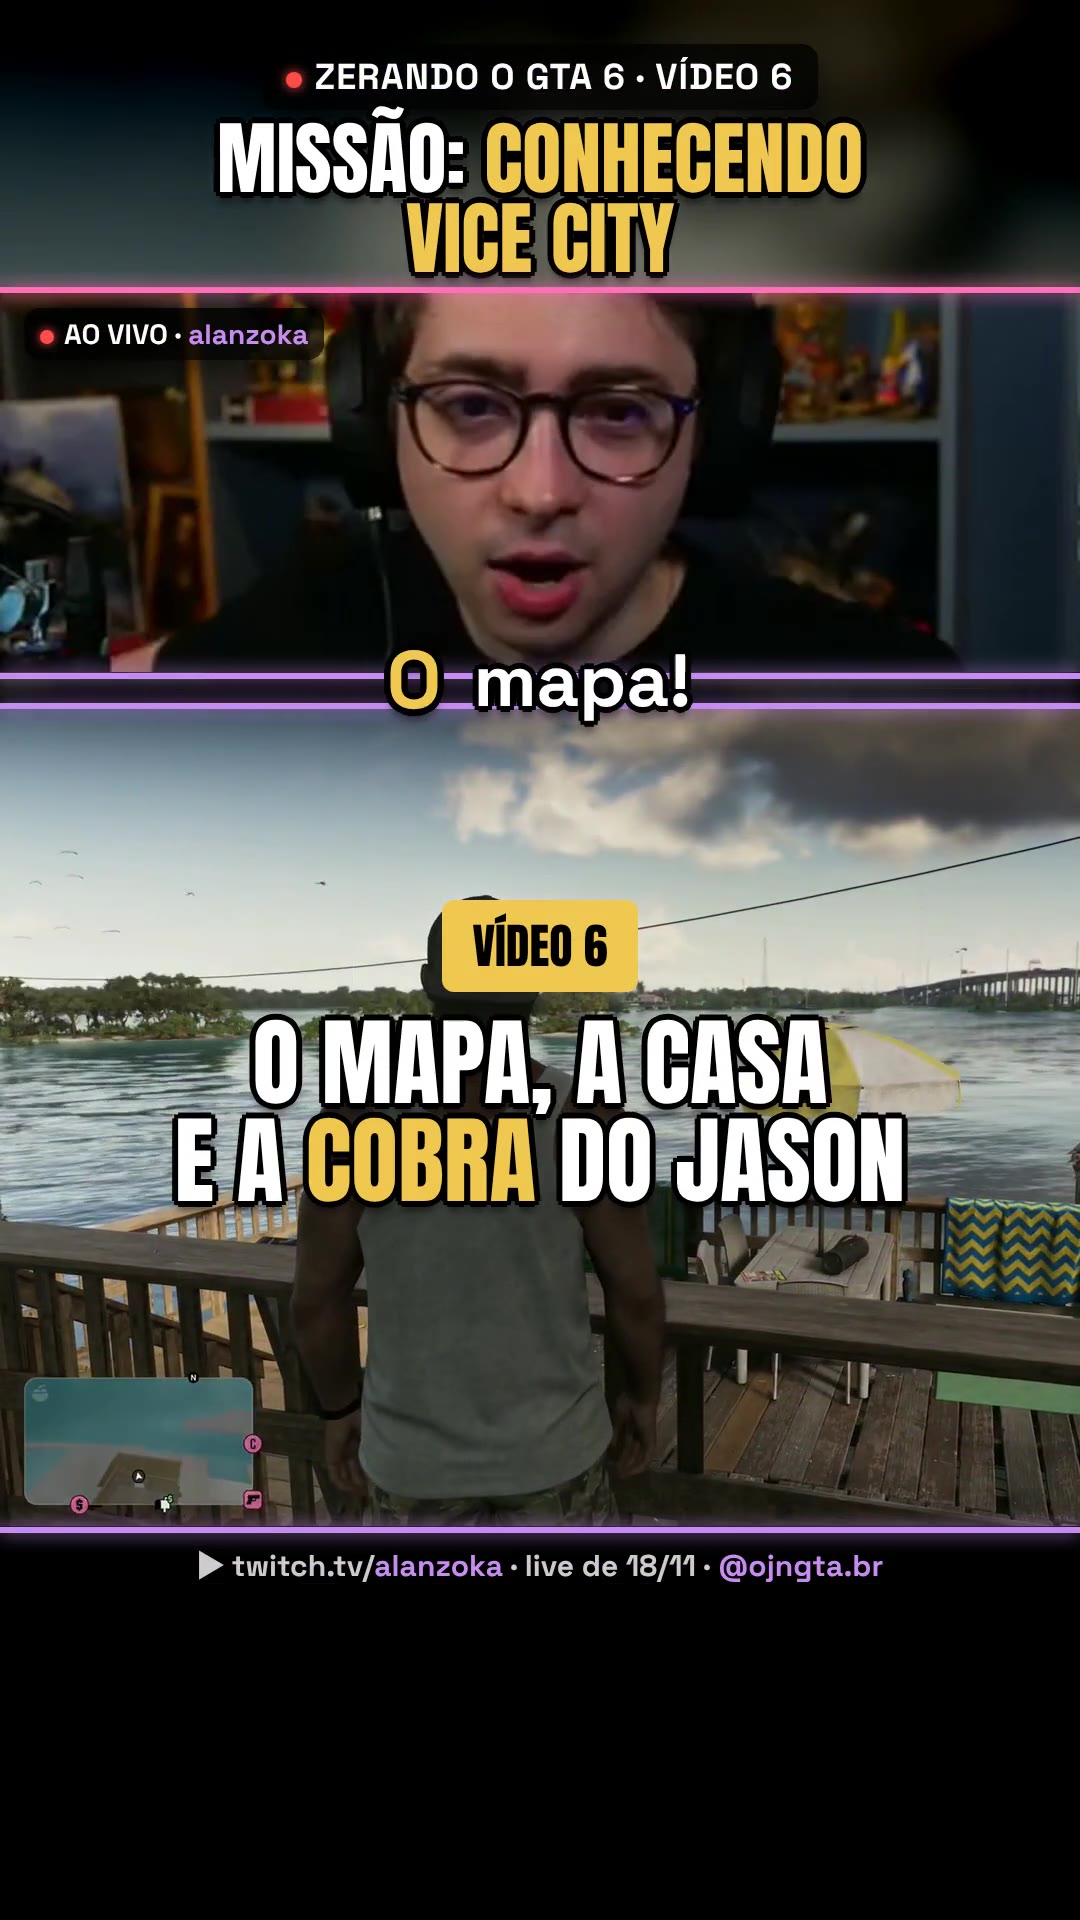 ZERANDO O GTA 6 · VÍDEO 6
MISSÃO: CONHECENDO
VICE CITY
AO VIVO · alanzoka
O mapa!
VÍDEO 6
O MAPA, A CASA
E A COBRA DO JASON
N
C
$
twitch.tv/alanzoka · live de 18/11 · @ojngta.br